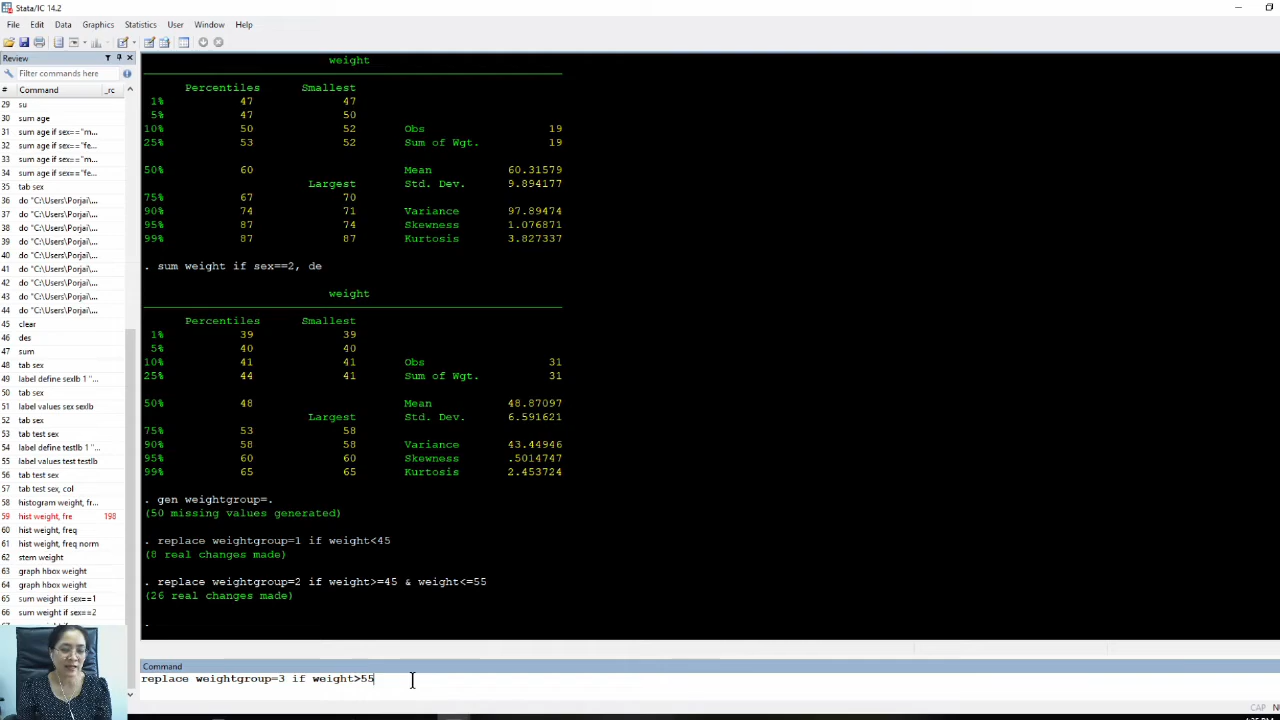 Stata/IC 14.2
File Edit Data Graphics Statistics User Window Help
Review
Filter commands here
# Command _rc
29 su
30 sum age
31 sum age if sex=="m...
32 sum age if sex=="fe...
33 sum age if sex=="m...
34 sum age if sex=="fe...
35 tab sex
36 do "C:\Users\Porjai\...
37 do "C:\Users\Porjai\...
38 do "C:\Users\Porjai\...
39 do "C:\Users\Porjai\...
40 do "C:\Users\Porjai\...
41 do "C:\Users\Porjai\...
42 do "C:\Users\Porjai\...
43 do "C:\Users\Porjai\...
44 do "C:\Users\Porjai\...
45 clear
46 des
47 sum
48 tab sex
49 label define sexlb 1 "...
50 tab sex
51 label values sex sexlb
52 tab sex
53 tab test sex
54 label define testlb 1 "...
55 label values test testlb
56 tab test sex
57 tab test sex, col
58 histogram weight, fr...
59 hist weight, fre 198
60 hist weight, freq
61 hist weight, freq norm
62 stem weight
63 graph hbox weight
64 graph hbox weight
65 sum weight if sex==1
66 sum weight if sex==2
weight
Percentiles Smallest
1% 47 47
5% 47 50
10% 50 52 Obs 19
25% 53 52 Sum of Wgt. 19
50% 60 Mean 60.31579
Largest Std. Dev. 9.894177
75% 67 70
90% 74 71 Variance 97.89474
95% 87 74 Skewness 1.076871
99% 87 87 Kurtosis 3.827337
. sum weight if sex==2, de
weight
Percentiles Smallest
1% 39 39
5% 40 40
10% 41 41 Obs 31
25% 44 41 Sum of Wgt. 31
50% 48 Mean 48.87097
Largest Std. Dev. 6.591621
75% 53 58
90% 58 58 Variance 43.44946
95% 60 60 Skewness .5014747
99% 65 65 Kurtosis 2.453724
. gen weightgroup=.
(50 missing values generated)
. replace weightgroup=1 if weight<45
(8 real changes made)
. replace weightgroup=2 if weight>=45 & weight<=55
(26 real changes made)
.
Command
replace weightgroup=3 if weight>55
CAP